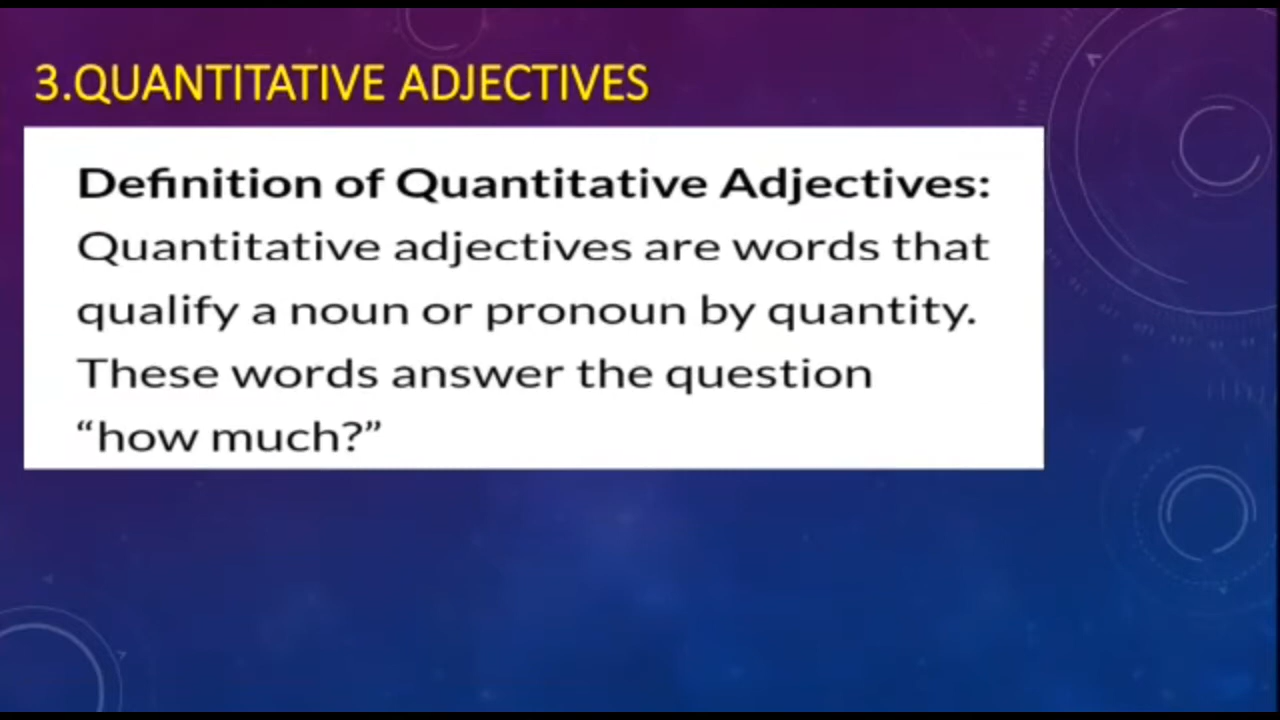 3.QUANTITATIVE ADJECTIVES
Definition of Quantitative Adjectives:
Quantitative adjectives are words that
qualify a noun or pronoun by quantity.
These words answer the question
“how much?”